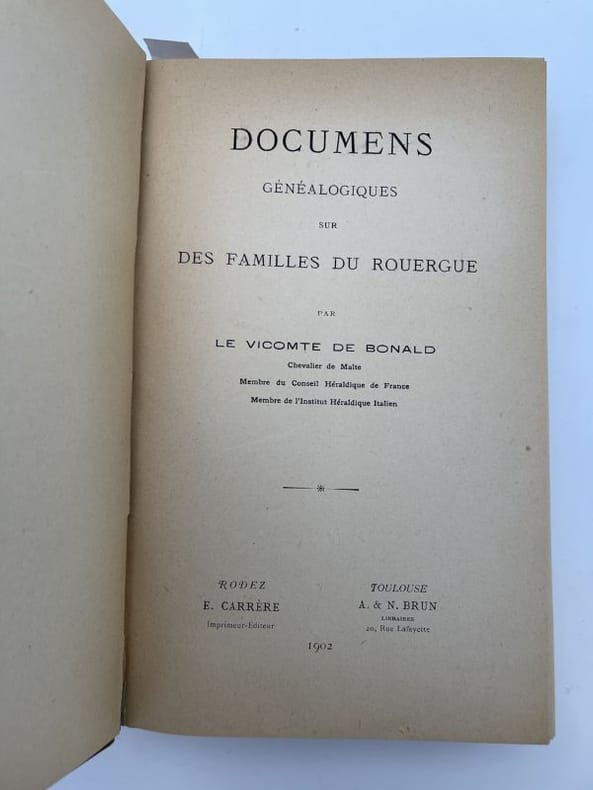 DOCUMENS
GÉNÉALOGIQUES
SUR
DES FAMILLES DU ROUERGUE
PAR
LE VICOMTE DE BONALD
Chevalier de Malte
Membre du Conseil Héraldique de France
Membre de l'Institut Héraldique Italien
RODEZ
E. CARRÈRE
Imprimeur-Editeur
TOULOUSE
A. & N. BRUN
LIBRAIRES
20, Rue Lafayette
1902